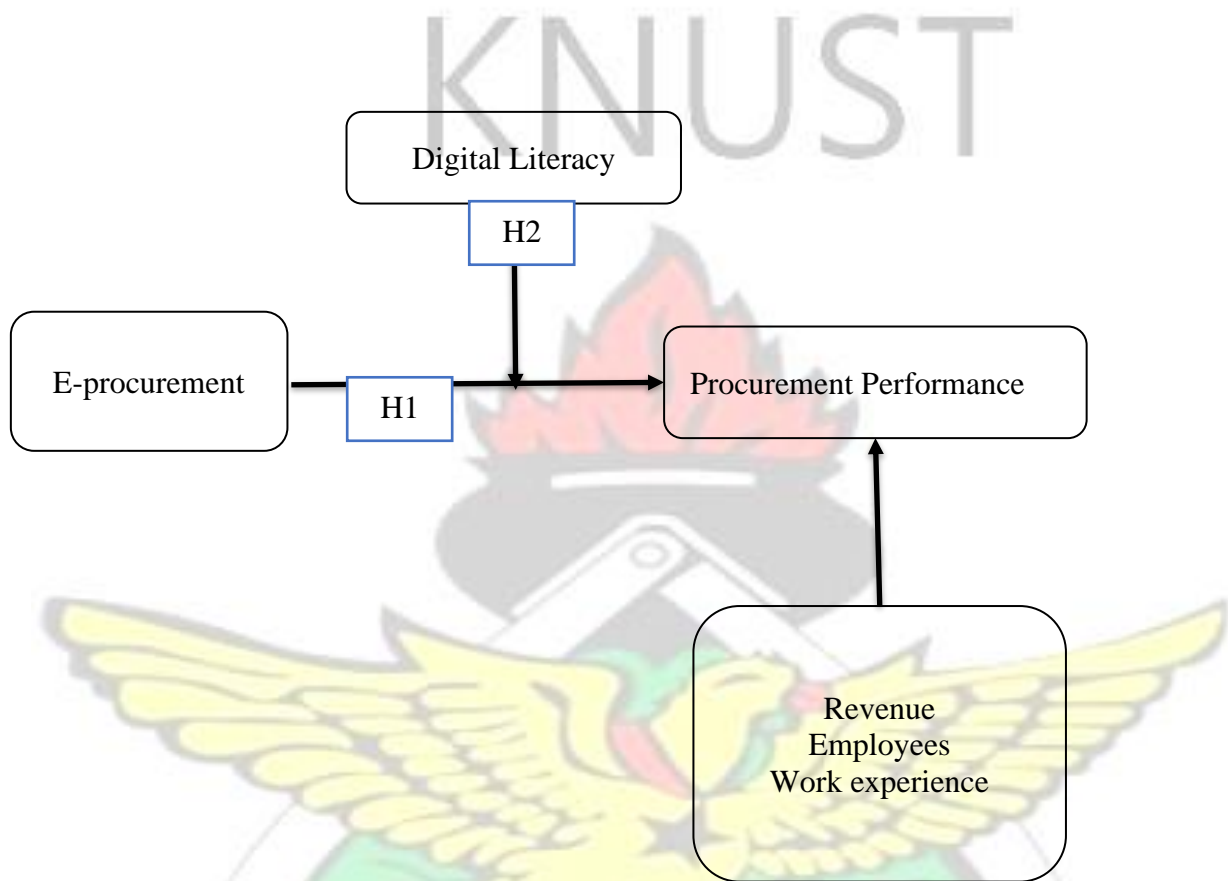 KNUST
Digital Literacy
H2
E-procurement
H1
Procurement Performance
Revenue
Employees
Work experience